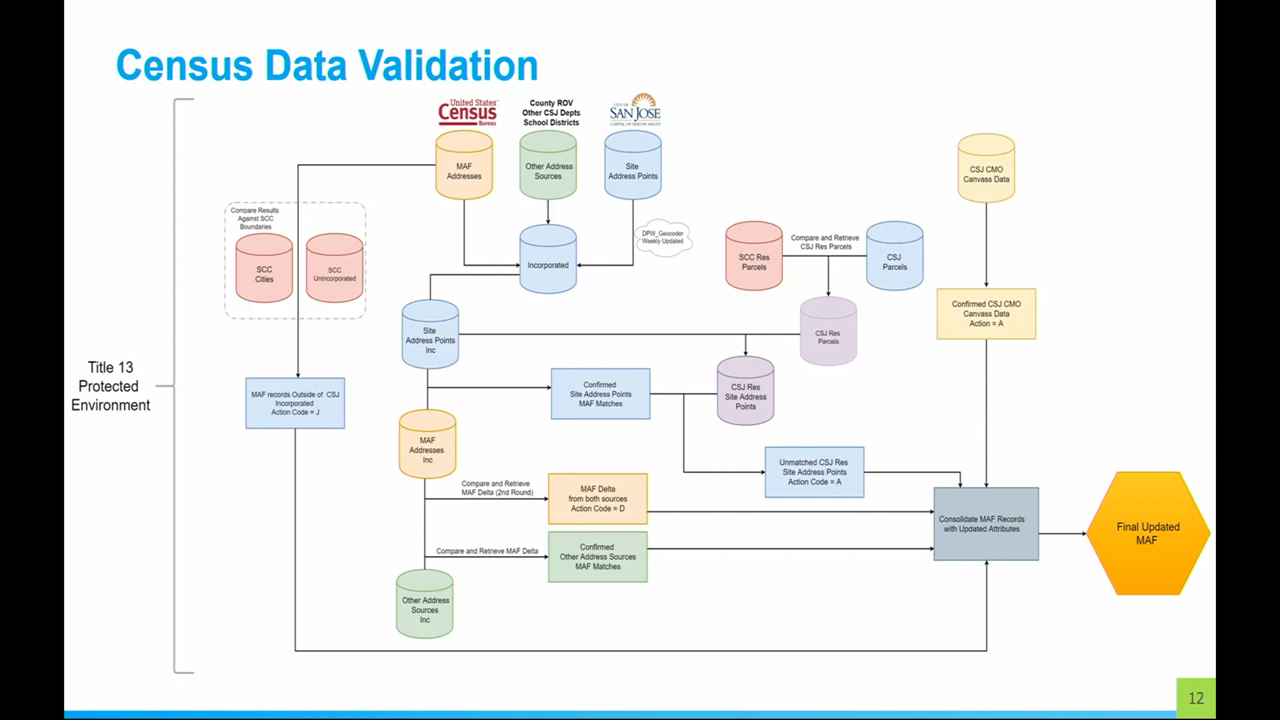 Census Data Validation
United States®
Census
Bureau
County ROV
Other CSJ Depts
School Districts
CITY OF
SAN JOSE
CAPITAL OF SILICON VALLEY
MAF
Addresses
Other Address
Sources
Site
Address Points
CSJ CMO
Canvass Data
Compare Results
Against SCC
Boundaries
SCC
Cities
SCC
Unincorporated
Incorporated
DPW_Geocoder
Weekly Updated
SCC Res
Parcels
Compare and Retrieve
CSJ Res Parcels
CSJ
Parcels
Confirmed CSJ CMO
Canvass Data
Action = A
Site
Address Points
Inc
CSJ Res
Parcels
Title 13
Protected
Environment
MAF records Outside of CSJ
Incorporated
Action Code = J
Confirmed
Site Address Points
MAF Matches
CSJ Res
Site Address
Points
MAF
Addresses
Inc
Unmatched CSJ Res
Site Address Points
Action Code = A
Compare and Retrieve
MAF Delta (2nd Round)
MAF Delta
from both sources
Action Code = D
Consolidate MAF Records
with Updated Attributes
Final Updated
MAF
Compare and Retrieve MAF Delta
Confirmed
Other Address Sources
MAF Matches
Other Address
Sources
Inc
12